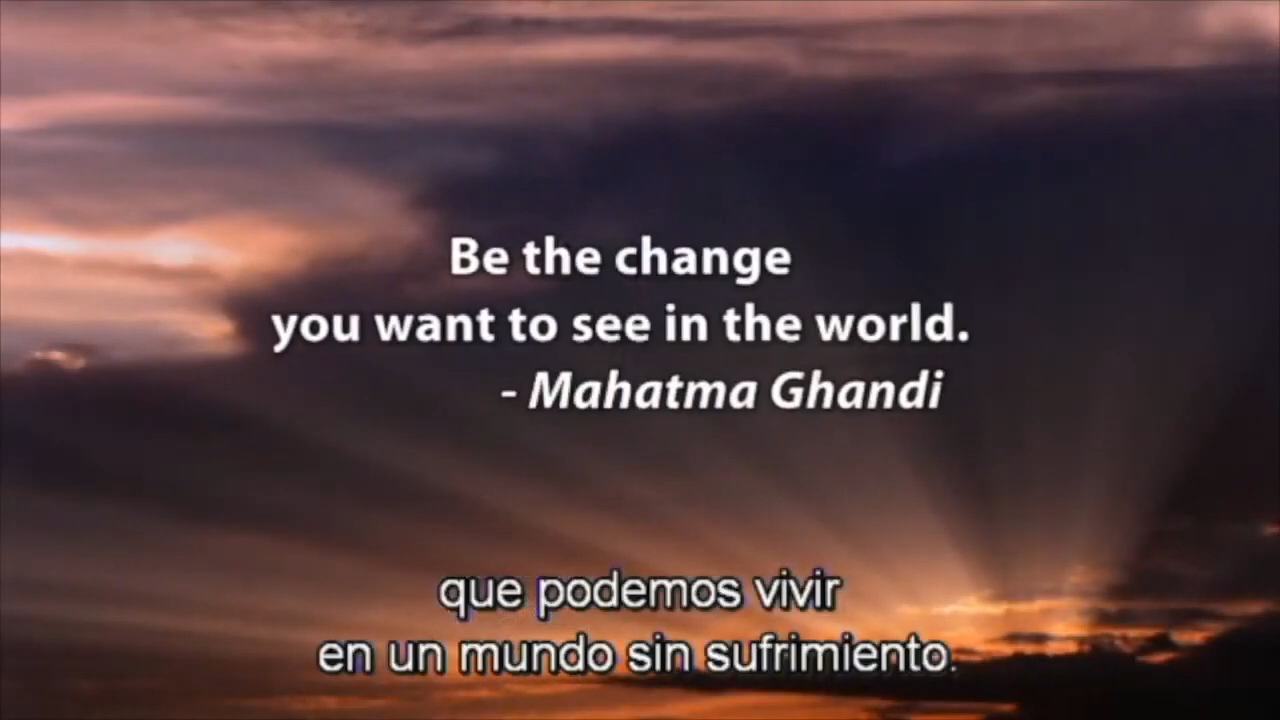 Be the change
you want to see in the world.
- Mahatma Ghandi
que podemos vivir
en un mundo sin sufrimiento.